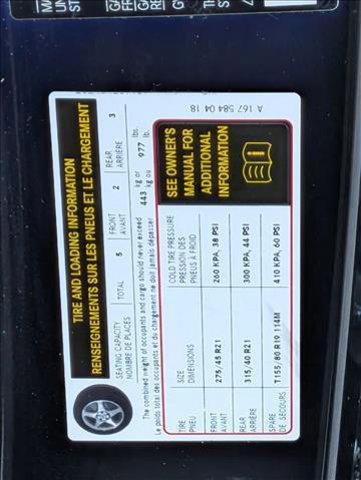 TIRE AND LOADING INFORMATION
RENSEIGNEMENTS SUR LES PNEUS ET LE CHARGEMENT
SEATING CAPACITY
NOMBRE DE PLACES
TOTAL 5
FRONT
AVANT
2
REAR
ARRIÈRE
3
The combined weight of occupants and cargo should never exceed
Le poids total des occupants et du chargement ne doit jamais dépasser
443
kg or
kg ou
977
lbs.
lb.
TIRE
PNEU
SIZE
DIMENSIONS
COLD TIRE PRESSURE
PRESSION DES
PNEUS À FROID
FRONT
AVANT
275/45 R21
260 KPA, 38 PSI
REAR
ARRIÈRE
315/40 R21
300 KPA, 44 PSI
SPARE
DE SECOURS
T155/80 R19 114M
410 KPA, 60 PSI
SEE OWNER'S
MANUAL FOR
ADDITIONAL
INFORMATION
A 167 584 04 18